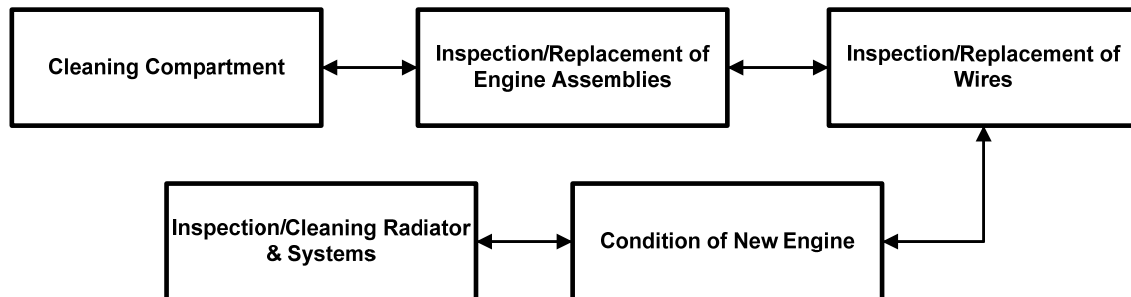 Cleaning Compartment
Inspection/Replacement of
Engine Assemblies
Inspection/Replacement of
Wires
Inspection/Cleaning Radiator
& Systems
Condition of New Engine